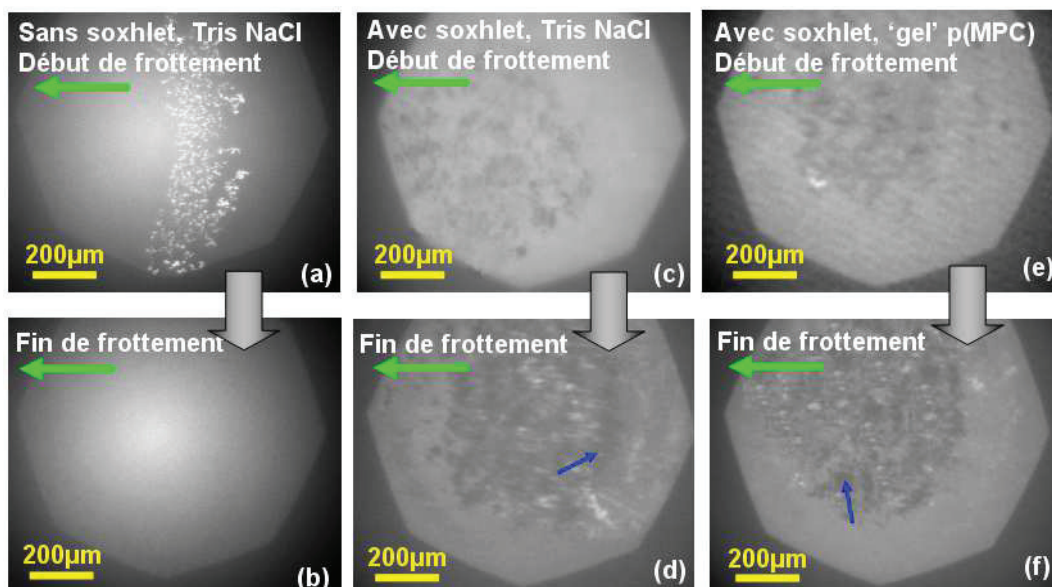 Sans soxhlet, Tris NaCl
Début de frottement
200µm
(a)
Avec soxhlet, Tris NaCl
Début de frottement
200µm
(c)
Avec soxhlet, ‘gel’ p(MPC)
Début de frottement
200µm
(e)
Fin de frottement
200µm
(b)
Fin de frottement
200µm
(d)
Fin de frottement
200µm
(f)